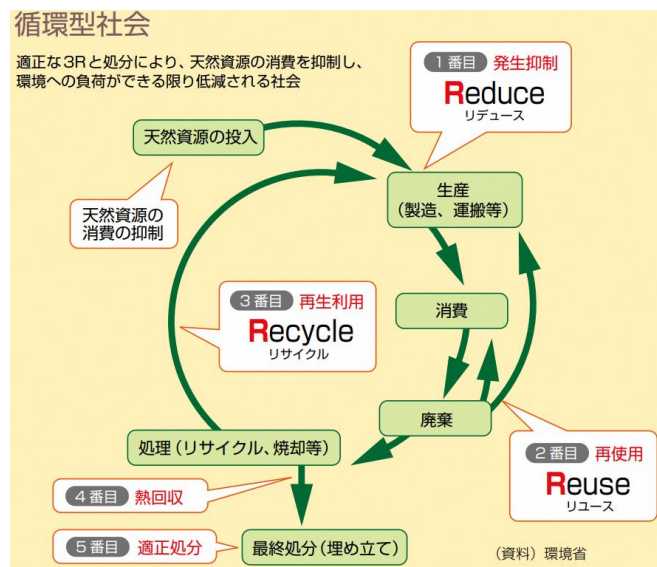 循環型社会
適正な3Rと処分により、天然資源の消費を抑制し、
環境への負荷ができる限り低減される社会
1番目 発生抑制
Reduce
リデュース
天然資源の投入
天然資源の
消費の抑制
生産
(製造、運搬等)
3番目 再生利用
Recycle
リサイクル
消費
廃棄
処理(リサイクル、焼却等)
2番目 再使用
Reuse
リユース
4番目 熱回収
5番目 適正処分
最終処分(埋め立て)
(資料)環境省